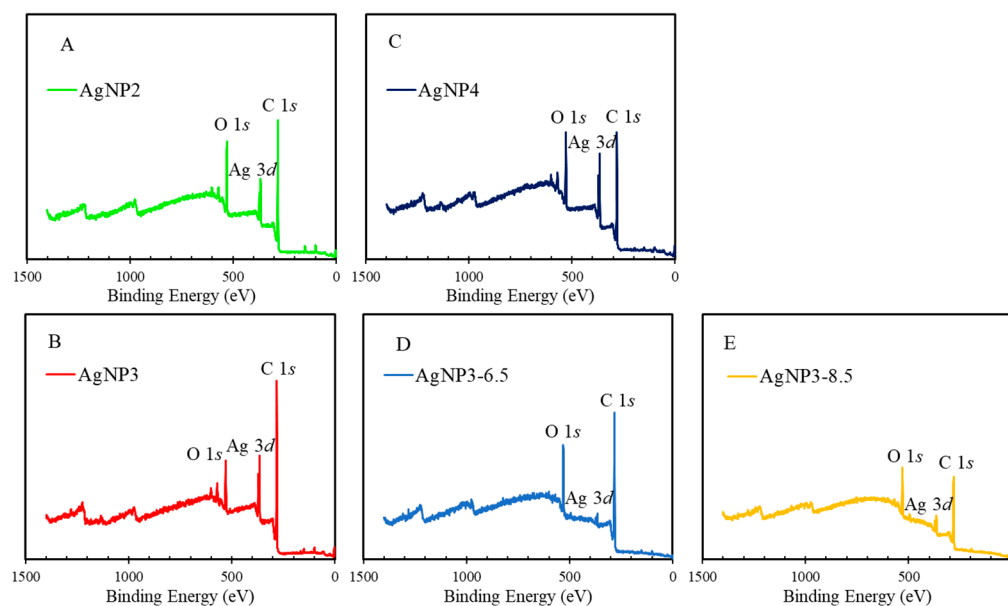 A
AgNP2
O 1s
Ag 3d
C 1s
1500 1000 500 0
Binding Energy (eV)
C
AgNP4
O 1s
Ag 3d
C 1s
1500 1000 500 0
Binding Energy (eV)
B
AgNP3
O 1s
Ag 3d
C 1s
1500 1000 500 0
Binding Energy (eV)
D
AgNP3-6.5
O 1s
Ag 3d
C 1s
1500 1000 500 0
Binding Energy (eV)
E
AgNP3-8.5
O 1s
Ag 3d
C 1s
1500 1000 500
Binding Energy (eV)